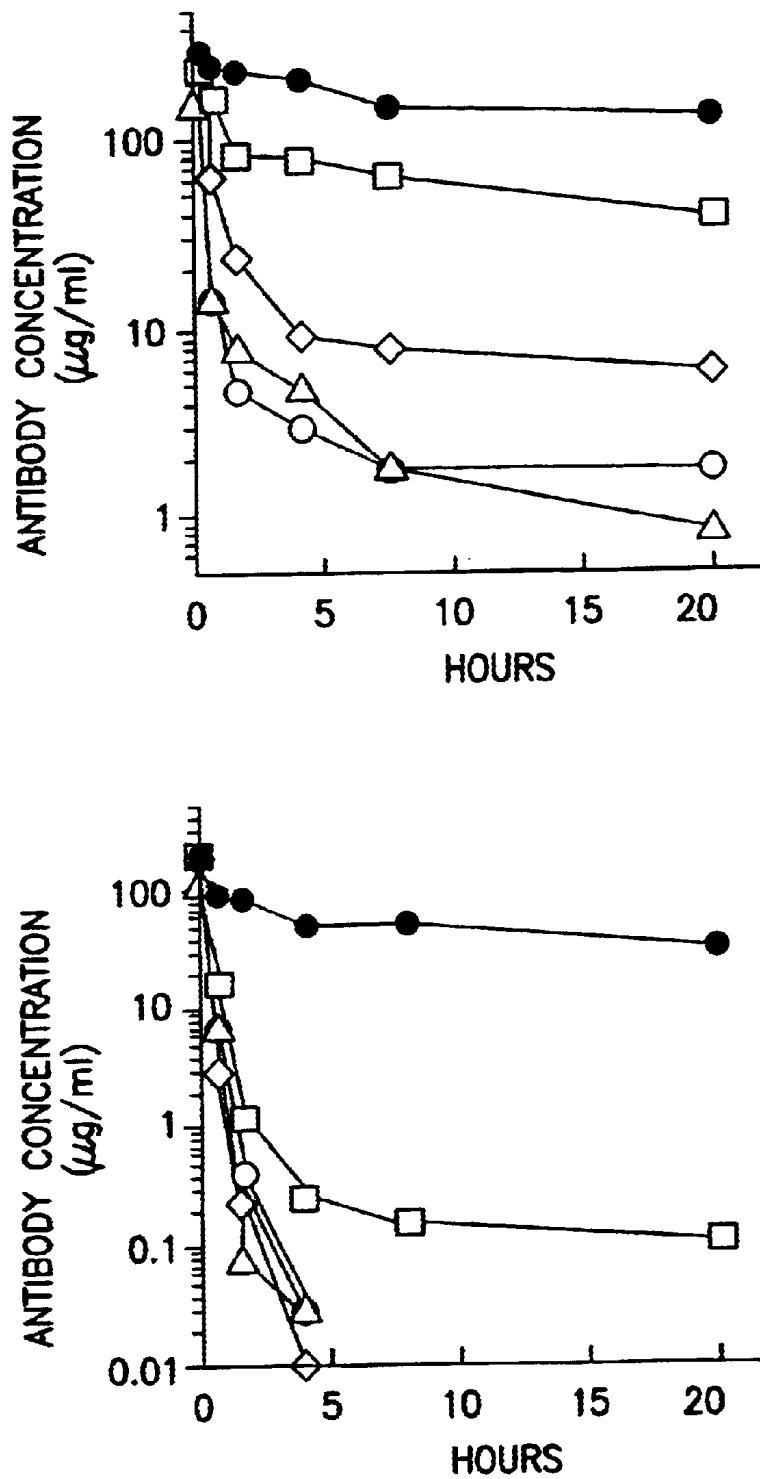 ANTIBODY CONCENTRATION
(µg/ml)
100
10
1
0 5 10 15 20
HOURS
ANTIBODY CONCENTRATION
(µg/ml)
100
10
1
0.1
0.01
0 5 10 15 20
HOURS